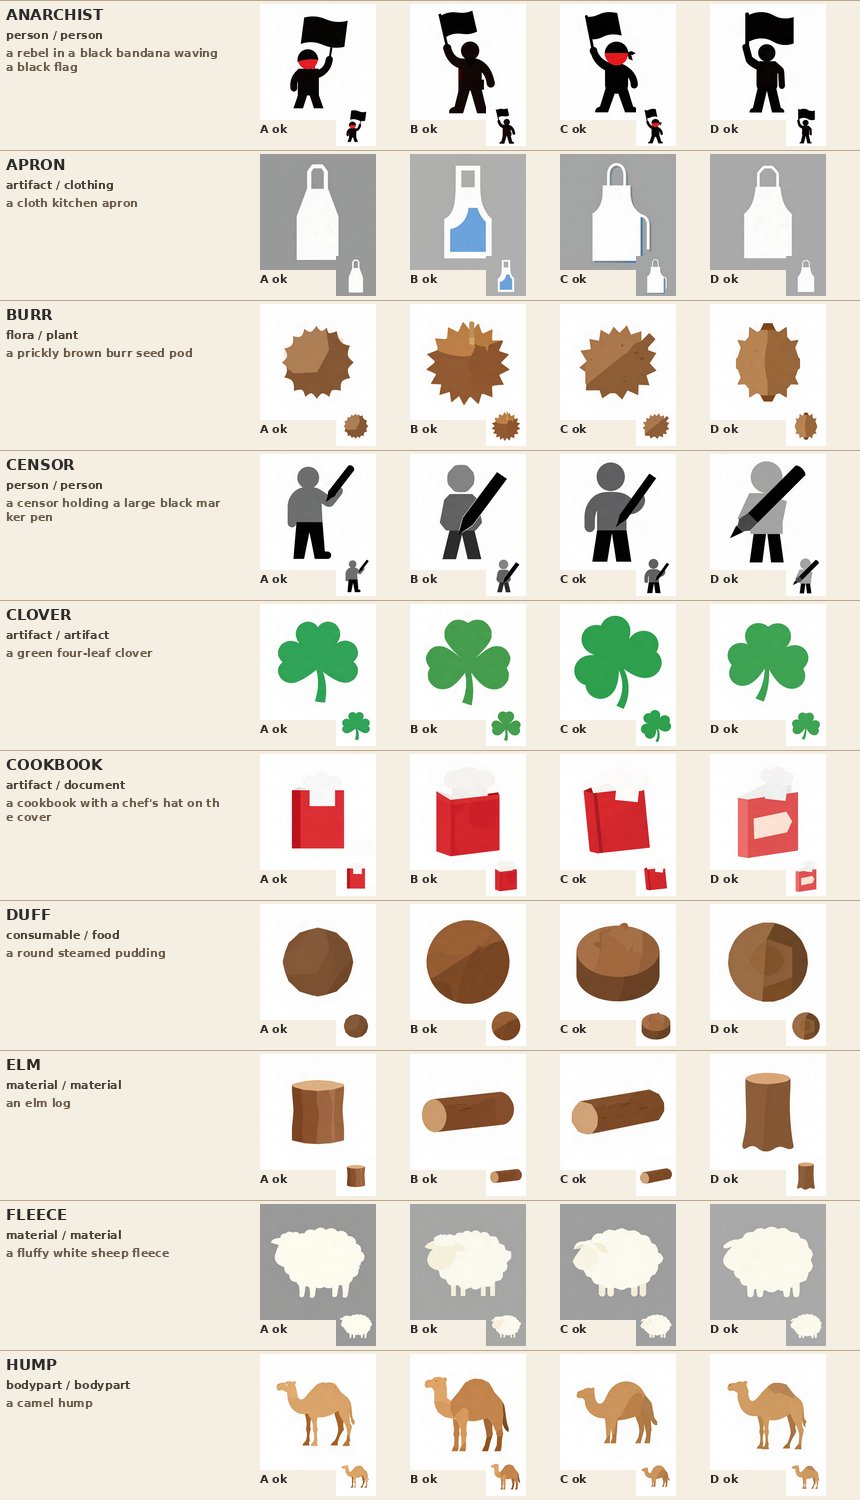 ANARCHIST
person / person
a rebel in a black bandana waving
a black flag
A ok
B ok
C ok
D ok
APRON
artifact / clothing
a cloth kitchen apron
A ok
B ok
C ok
D ok
BURR
flora / plant
a prickly brown burr seed pod
A ok
B ok
C ok
D ok
CENSOR
person / person
a censor holding a large black mar
ker pen
A ok
B ok
C ok
D ok
CLOVER
artifact / artifact
a green four-leaf clover
A ok
B ok
C ok
D ok
COOKBOOK
artifact / document
a cookbook with a chef's hat on th
e cover
A ok
B ok
C ok
D ok
DUFF
consumable / food
a round steamed pudding
A ok
B ok
C ok
D ok
ELM
material / material
an elm log
A ok
B ok
C ok
D ok
FLEECE
material / material
a fluffy white sheep fleece
A ok
B ok
C ok
D ok
HUMP
bodypart / bodypart
a camel hump
A ok
B ok
C ok
D ok